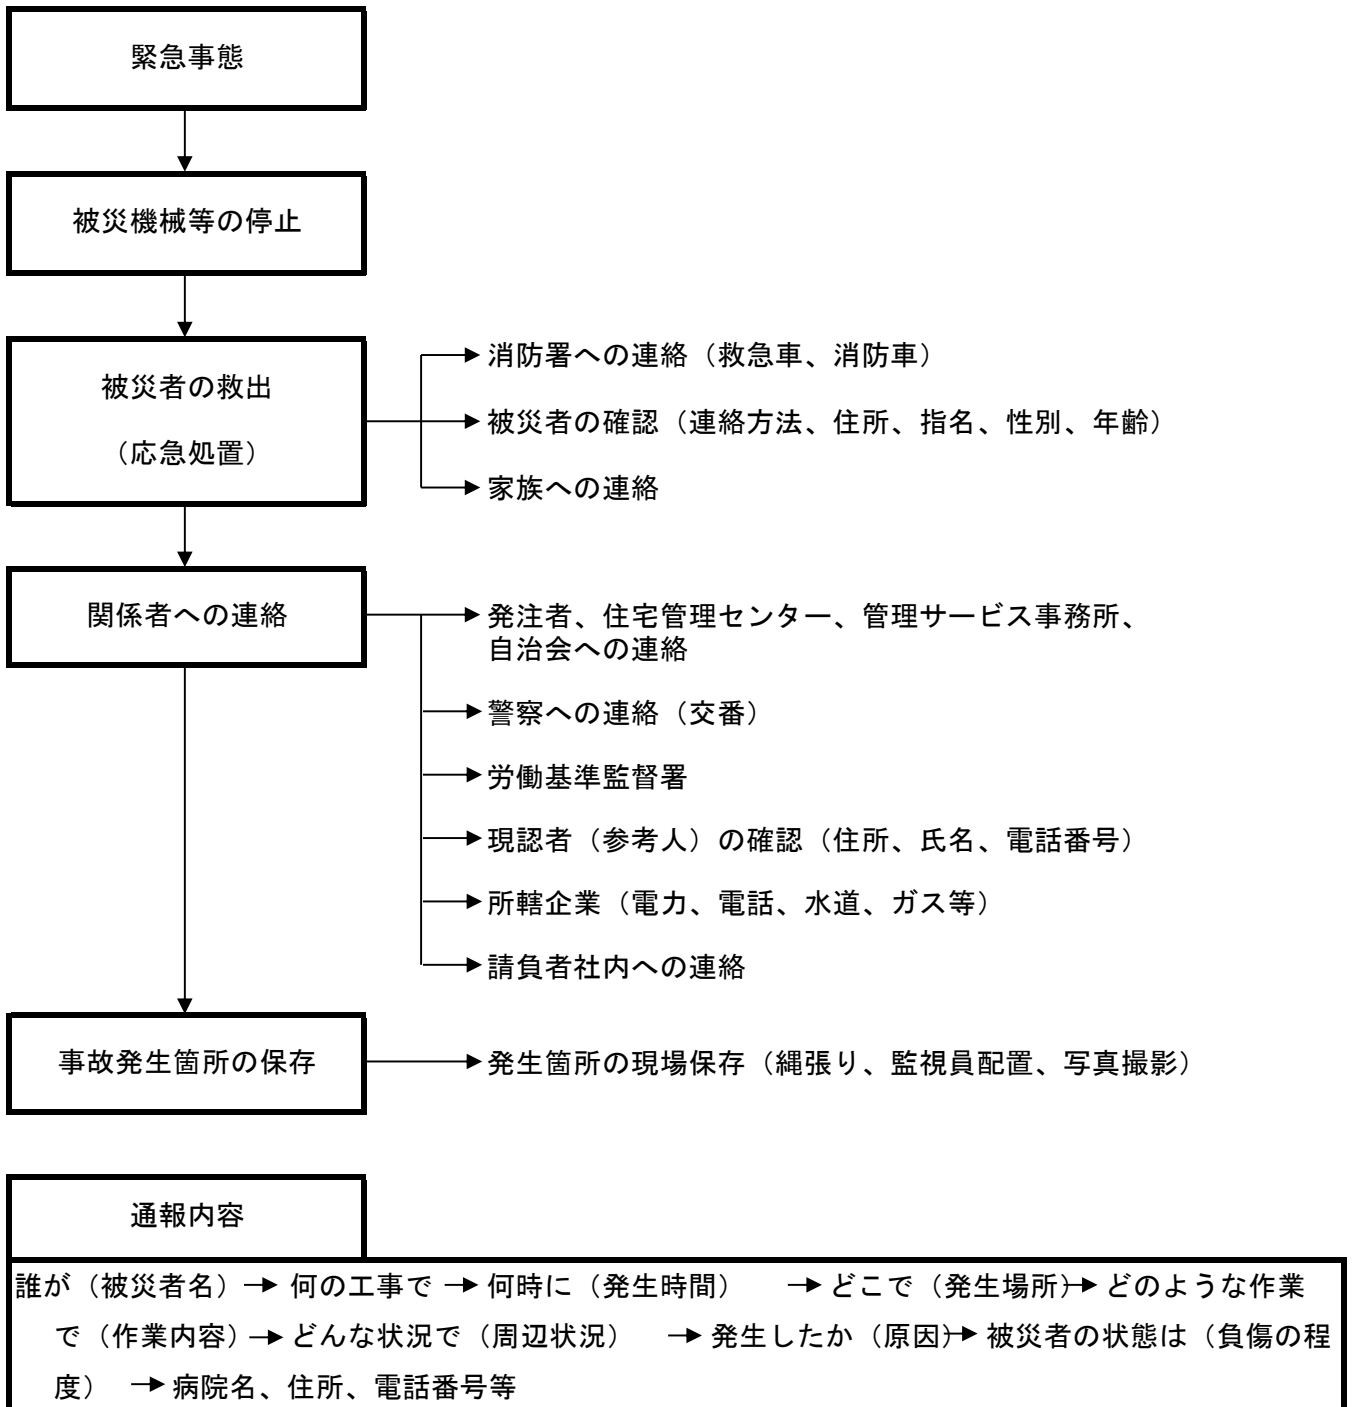 緊急事態
被災機械等の停止
被災者の救出
（応急処置）
消防署への連絡（救急車、消防車）
被災者の確認（連絡方法、住所、指名、性別、年齢）
家族への連絡
関係者への連絡
発注者、住宅管理センター、管理サービス事務所、
自治会への連絡
警察への連絡（交番）
労働基準監督署
現認者（参考人）の確認（住所、氏名、電話番号）
所轄企業（電力、電話、水道、ガス等）
請負者社内への連絡
事故発生箇所の保存
発生箇所の現場保存（縄張り、監視員配置、写真撮影）
通報内容
誰が（被災者名）→ 何の工事で → 何時に（発生時間） → どこで（発生場所）→ どのような作業
で（作業内容）→ どんな状況で（周辺状況） → 発生したか（原因）→ 被災者の状態は（負傷の程
度） → 病院名、住所、電話番号等